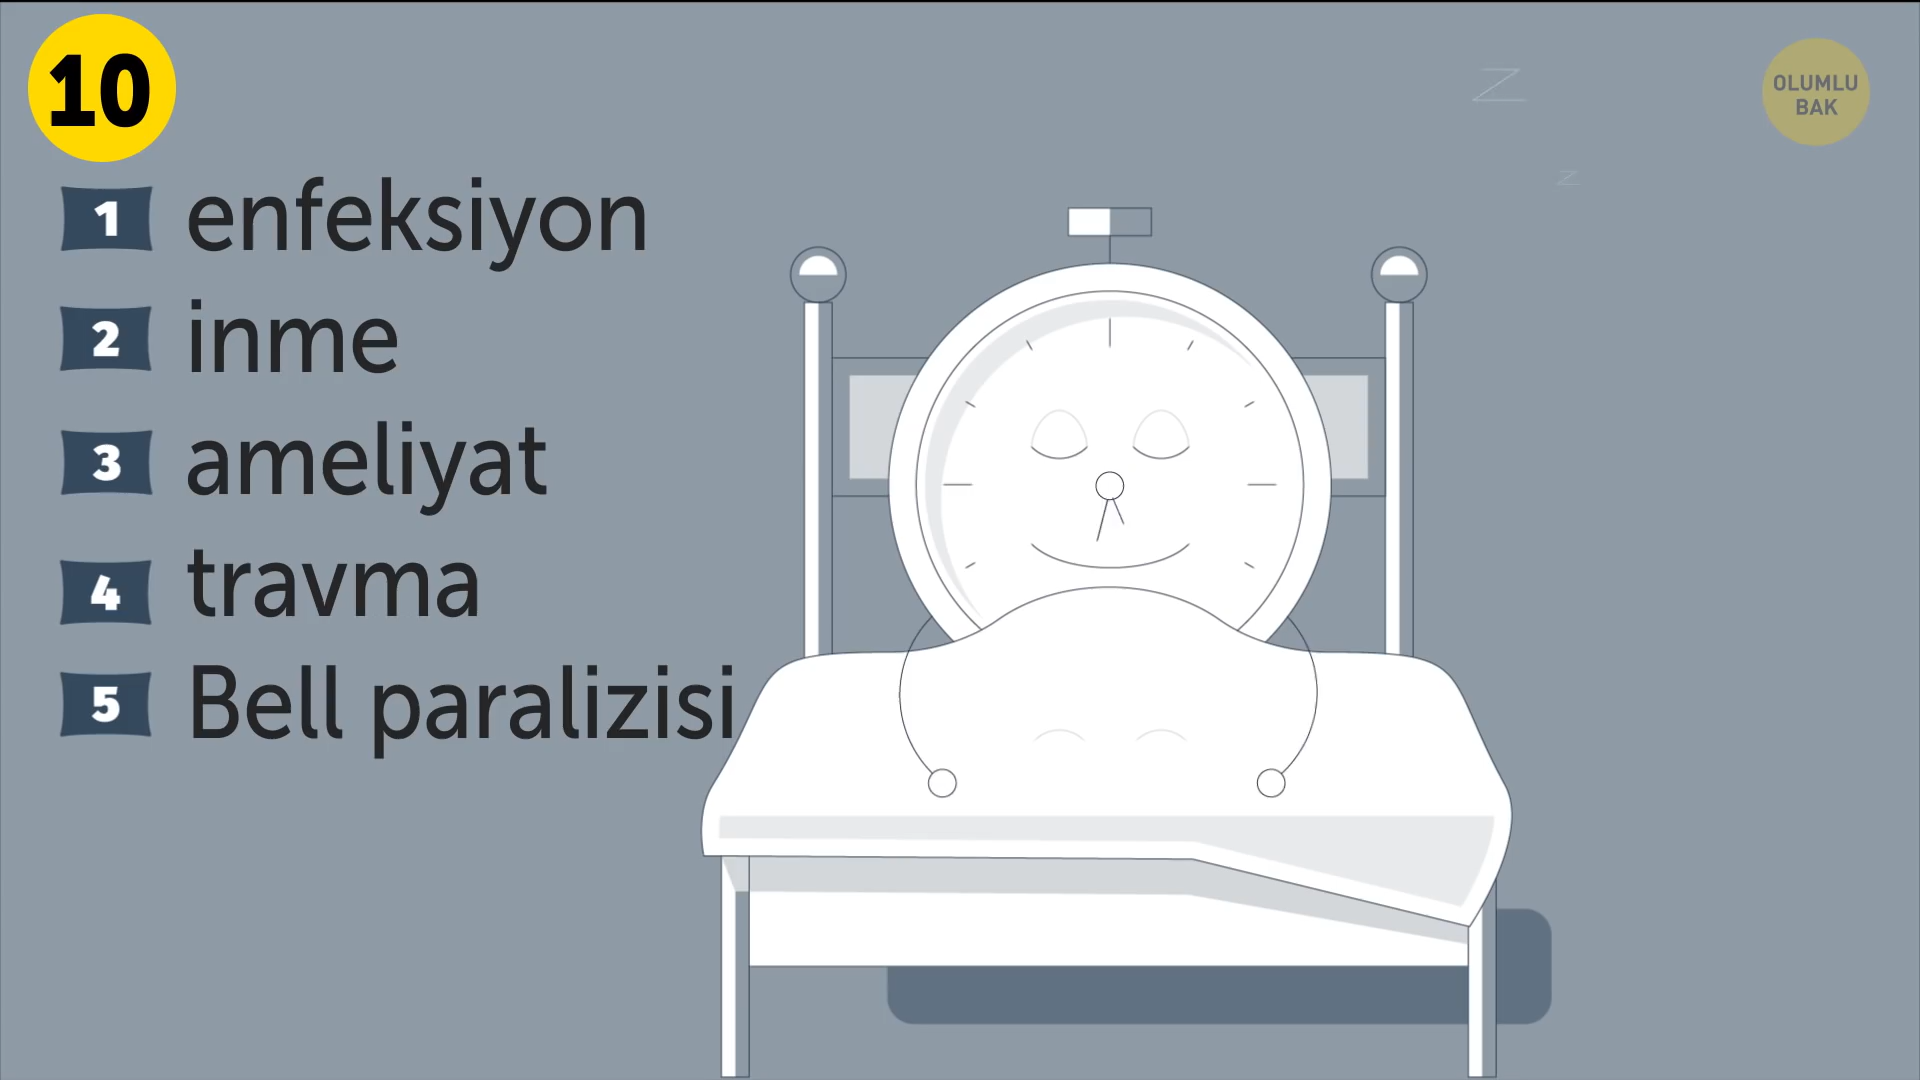 10
OLUMLU
BAK
1 enfeksiyon
2 inme
3 ameliyat
4 travma
5 Bell paralizisi
Z
z